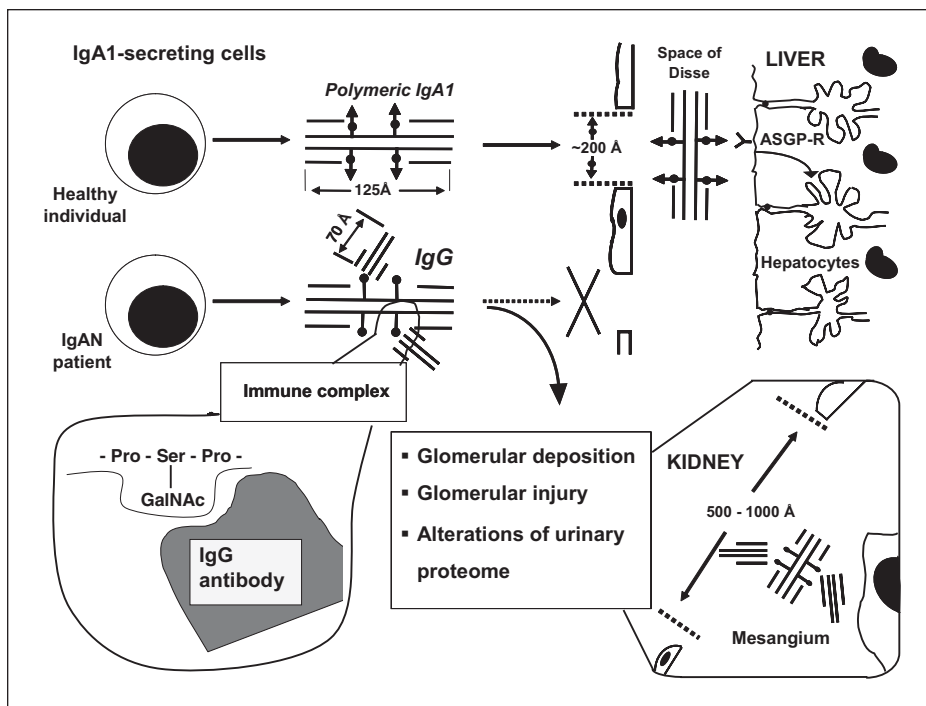 IgA1-secreting cells
Healthy
individual
Polymeric IgA1
125Å
~200 Å
Space of
Disse
LIVER
ASGP-R
Hepatocytes
IgAN
patient
70 Å
IgG
Immune complex
- Pro - Ser - Pro -
GalNAc
IgG
antibody
▪ Glomerular deposition
▪ Glomerular injury
▪ Alterations of urinary
proteome
KIDNEY
500 - 1000 Å
Mesangium